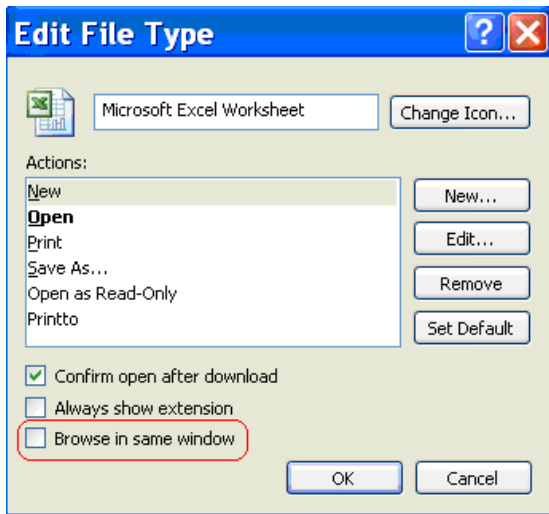 Edit File Type
?
Microsoft Excel Worksheet
Change Icon...
Actions:
New
Open
Print
Save As...
Open as Read-Only
Printto
New...
Edit...
Remove
Set Default
Confirm open after download
Always show extension
Browse in same window
OK
Cancel